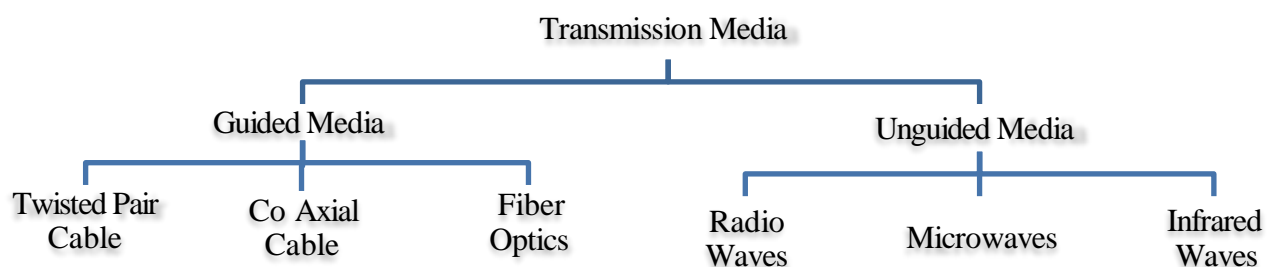 Transmission Media
Guided Media
Unguided Media
Twisted Pair
Cable
Co Axial
Cable
Fiber
Optics
Radio
Waves
Microwaves
Infrared
Waves